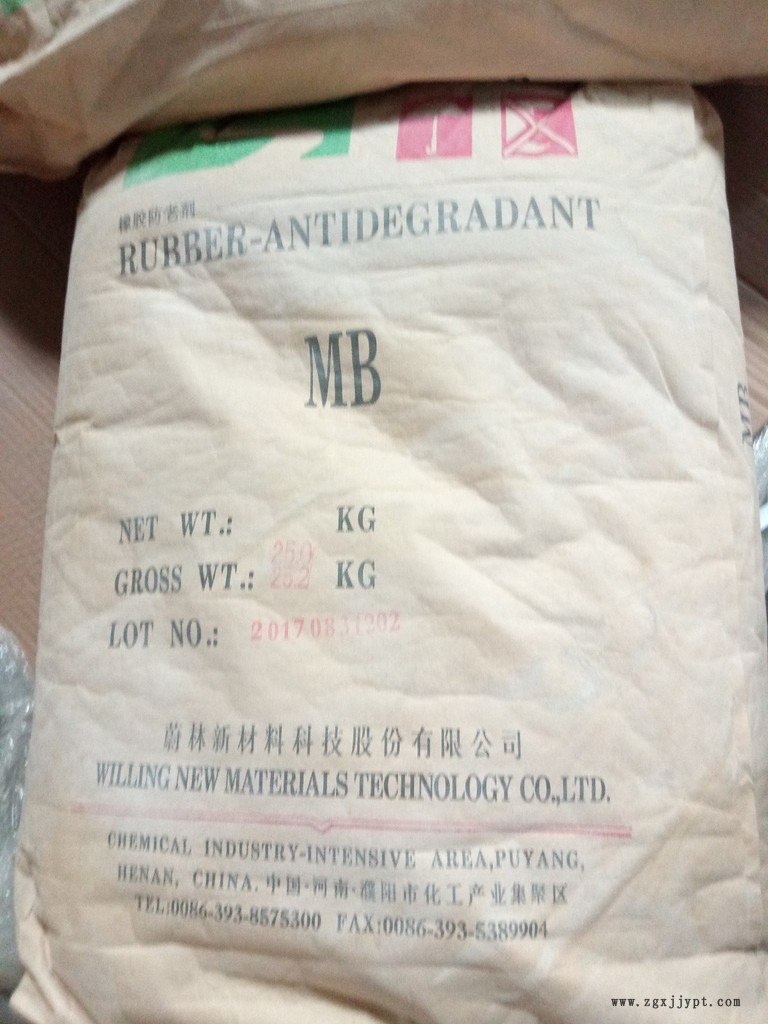 橡胶防老剂
RUBBER-ANTIDEGRADANT
MB
MB
NET WT.: KG
25.0
GROSS WT.: 25.2 KG
LOT NO.: 20170831202
蔚林新材料科技股份有限公司
WILLING NEW MATERIALS TECHNOLOGY CO.,LTD.
CHEMICAL INDUSTRY-INTENSIVE AREA,PUYANG,
HENAN, CHINA. 中国·河南·濮阳市化工产业集聚区
TEL:0086-393-8575300 FAX:0086-393-5389904
www.zgxjjypt.com